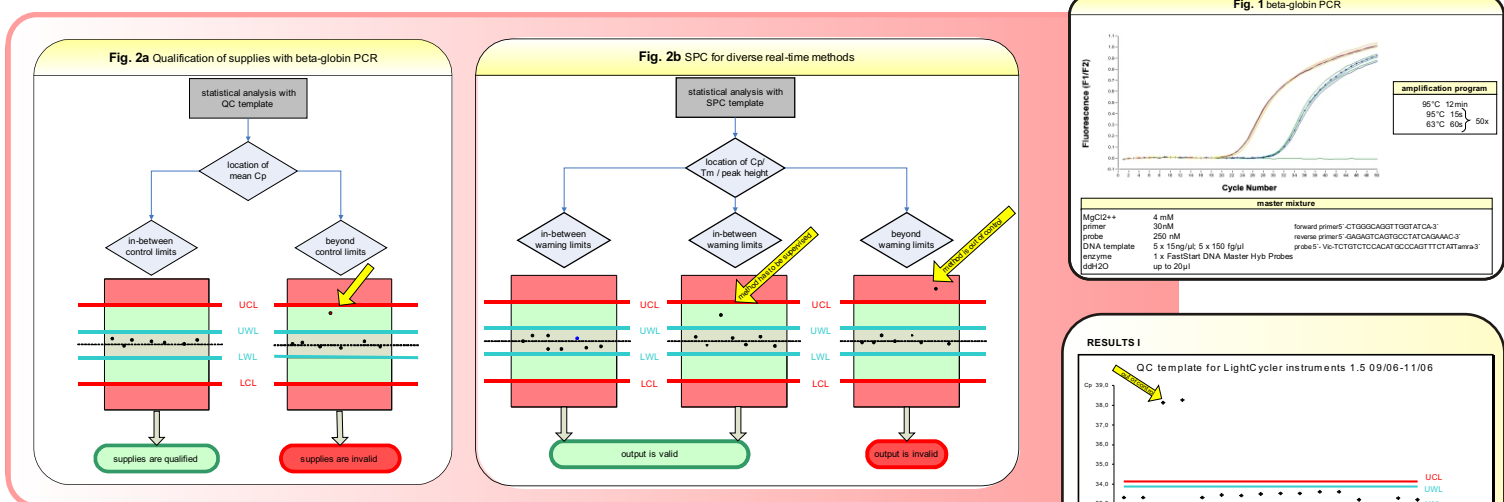 Fig. 2a Qualification of supplies with beta-globin PCR
statistical analysis with
QC template
location of
mean Cp
in-between
control limits
beyond
control limits
UCL
UWL
LWL
LCL
supplies are qualified
supplies are invalid
Fig. 2b SPC for diverse real-time methods
statistical analysis with
SPC template
location of Cp/
Tm / peak height
in-between
warning limits
in-between
warning limits
beyond
warning limits
method has to be supervised
method is out of control
UCL
UWL
LWL
LCL
UCL
UWL
LWL
LCL
output is valid
output is invalid
Fig. 1 beta-globin PCR
Fluorescence (F1/F2)
Cycle Number
amplification program
95°C 12min
95°C 15s
63°C 60s
50x
master mixture
MgCl2++ 4 mM
primer 30nM forward primer5´-CTGGGCAGGTTGGTATCA-3´
probe 250 nM reverse primer5´-GAGAGTCAGTGCCTATCAGAAAC-3´
DNA template 5 x 15ng/µl; 5 x 150 fg/µl probe5´- Vic-TCTGTCTCCACATGCCCAGTTTCTATTamra-3´
enzyme 1 x FastStart DNA Master Hyb Probes
ddH2O up to 20µl
RESULTS I
QC template for LightCycler instruments 1.5 09/06-11/06
out of control
Cp 39,0
38,0
37,0
36,0
35,0
34,0
UCL
UWL